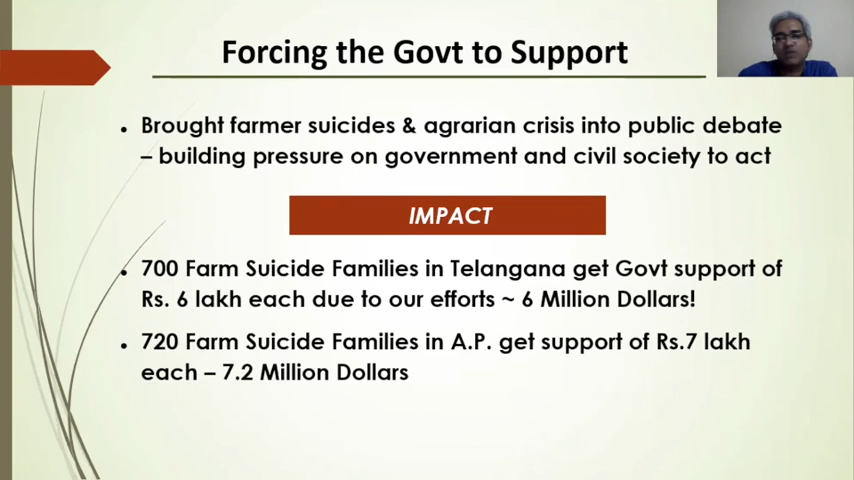 Forcing the Govt to Support
• Brought farmer suicides & agrarian crisis into public debate
– building pressure on government and civil society to act
IMPACT
• 700 Farm Suicide Families in Telangana get Govt support of
Rs. 6 lakh each due to our efforts ~ 6 Million Dollars!
• 720 Farm Suicide Families in A.P. get support of Rs.7 lakh
each – 7.2 Million Dollars